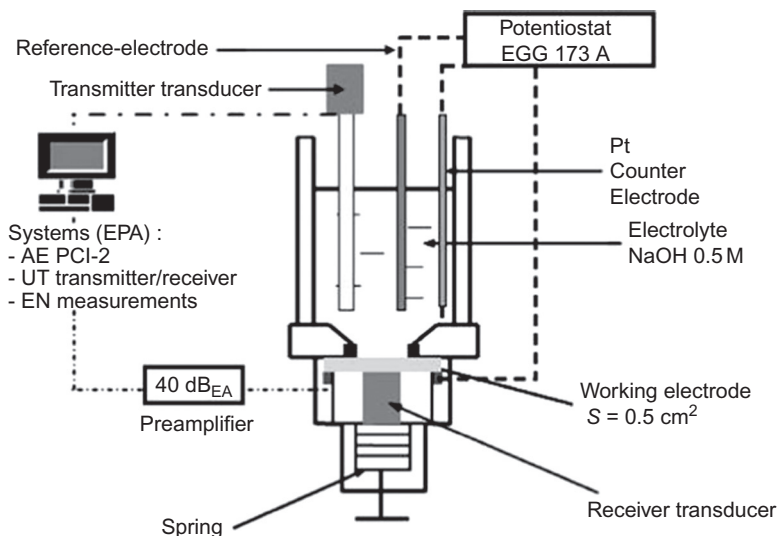 Potentiostat
EGG 173 A
Reference-electrode
Transmitter transducer
Pt
Counter
Electrode
Systems (EPA) :
- AE PCI-2
- UT transmitter/receiver
- EN measurements
Electrolyte
NaOH 0.5 M
40 dB_EA
Preamplifier
Working electrode
S = 0.5 cm²
Receiver transducer
Spring